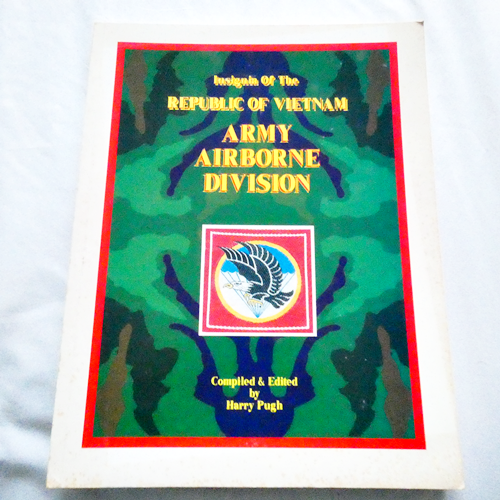 Insignia Of The
REPUBLIC OF VIETNAM
ARMY
AIRBORNE
DIVISION
Compiled & Edited
by
Harry Pugh